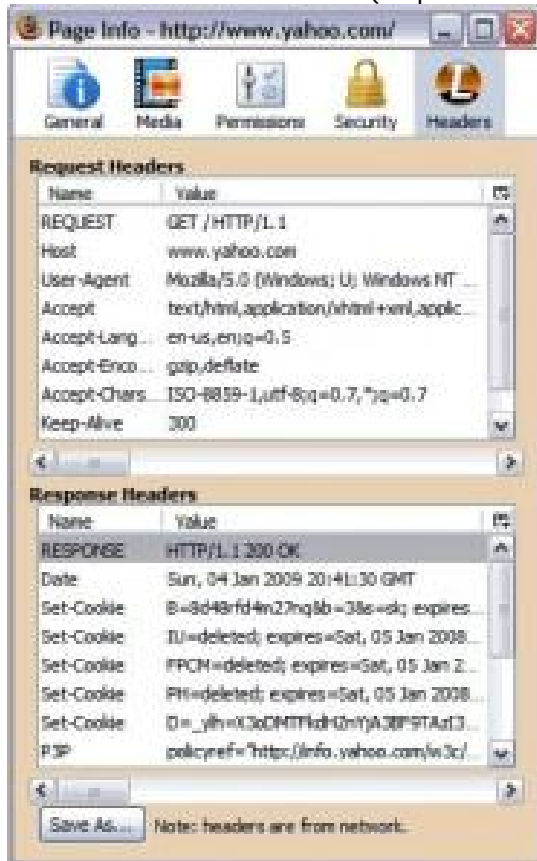 Page Info - http://www.yahoo.com/
General Media Permissions Security Headers
Request Headers
Name Value
REQUEST GET / HTTP/1.1
Host www.yahoo.com
User-Agent Mozilla/5.0 (Windows; U; Windows NT ...
Accept text/html,application/xhtml+xml,applic...
Accept-Lang... en-us,en;q=0.5
Accept-Enco... gzip,deflate
Accept-Chars... ISO-8859-1,utf-8;q=0.7,*;q=0.7
Keep-Alive 300
Response Headers
Name Value
RESPONSE HTTP/1.1 200 OK
Date Sun, 04 Jan 2009 20:41:30 GMT
Set-Cookie expires...
Set-Cookie IU=deleted; expires=Sat, 05 Jan 2008...
Set-Cookie FPCM=deleted; expires=Sat, 05 Jan 2...
Set-Cookie PH=deleted; expires=Sat, 05 Jan 2008...
Set-Cookie
P3P policyref="http://info.yahoo.com/w3c/...
Save As... Note: headers are from network.